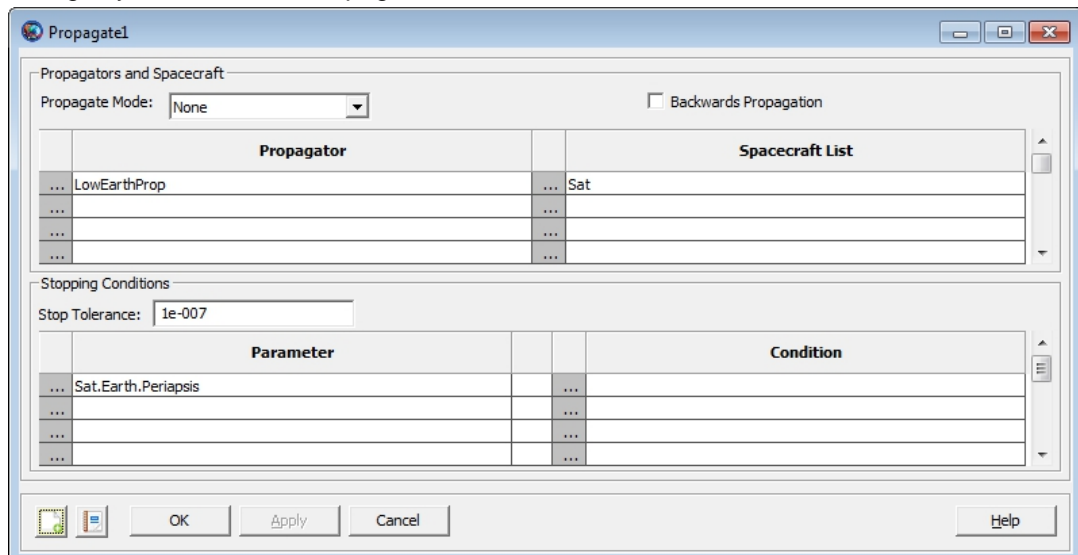 Propagate1
Propagators and Spacecraft
Propagate Mode: None Backwards Propagation
Propagator Spacecraft List
... LowEarthProp ... Sat
... ...
... ...
... ...
Stopping Conditions
Stop Tolerance: 1e-007
Parameter Condition
... Sat.Earth.Periapsis ...
... ...
... ...
... ...
OK Apply Cancel Help